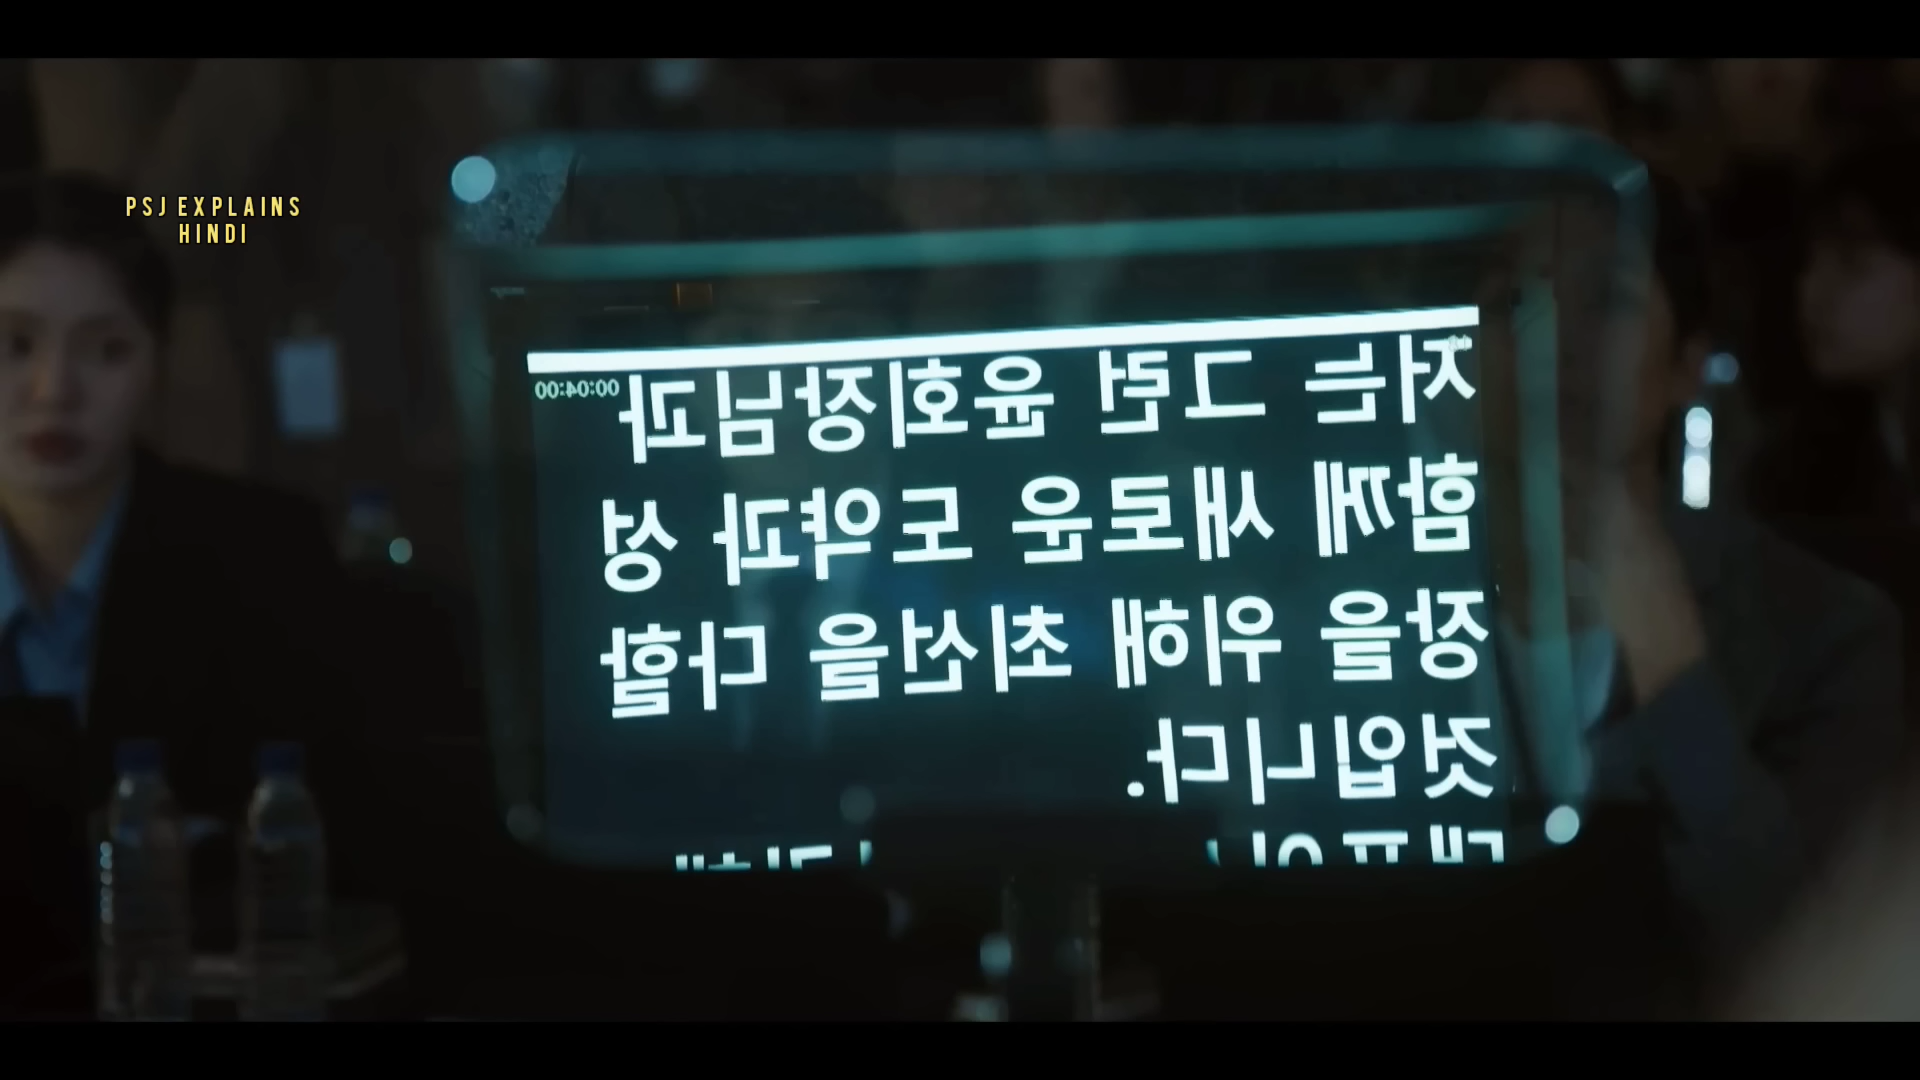 PSJ EXPLAINS
HINDI
00:04:00
저는 그런 윤회장님과
함께 새로운 도약과 성
장을 위해 최선을 다할
것입니다.